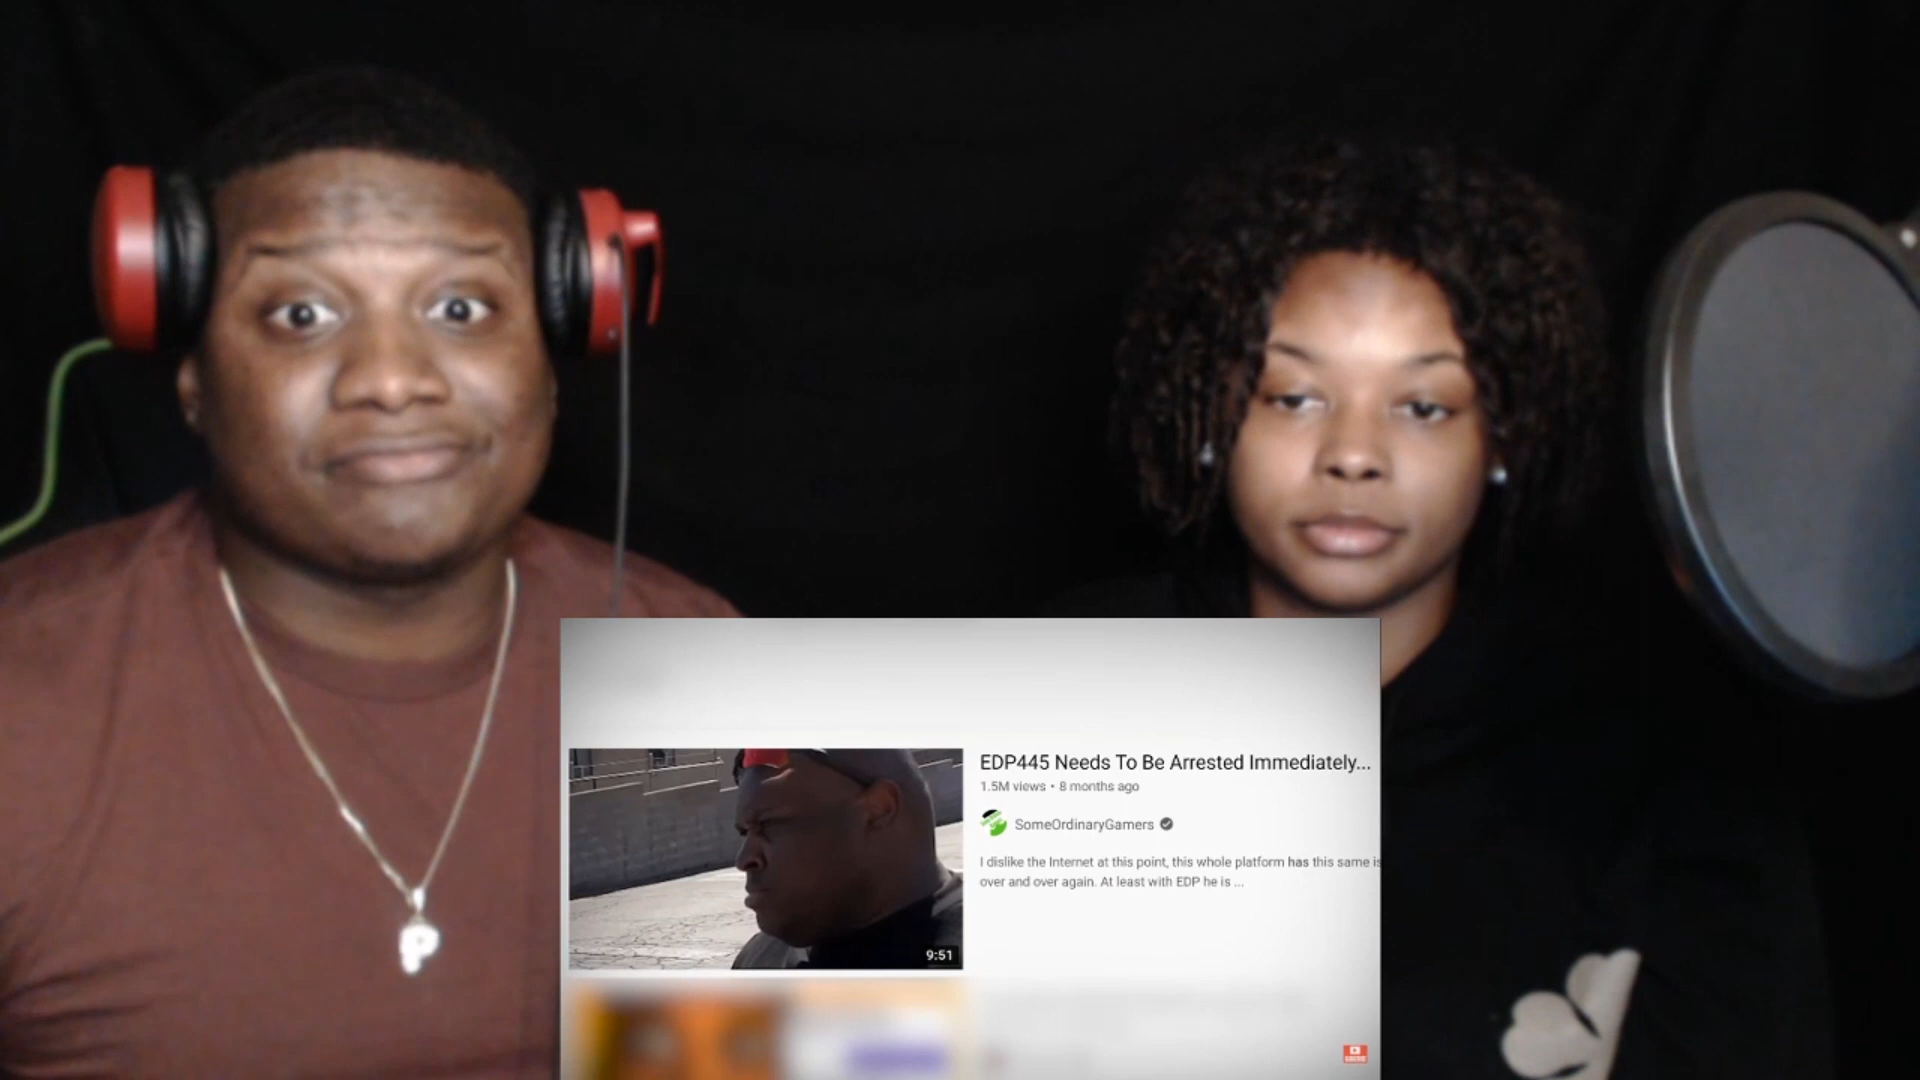 P
EDP445 Needs To Be Arrested Immediately...
1.5M views • 8 months ago
SomeOrdinaryGamers
I dislike the Internet at this point, this whole platform has this same is
over and over again. At least with EDP he is ...
9:51